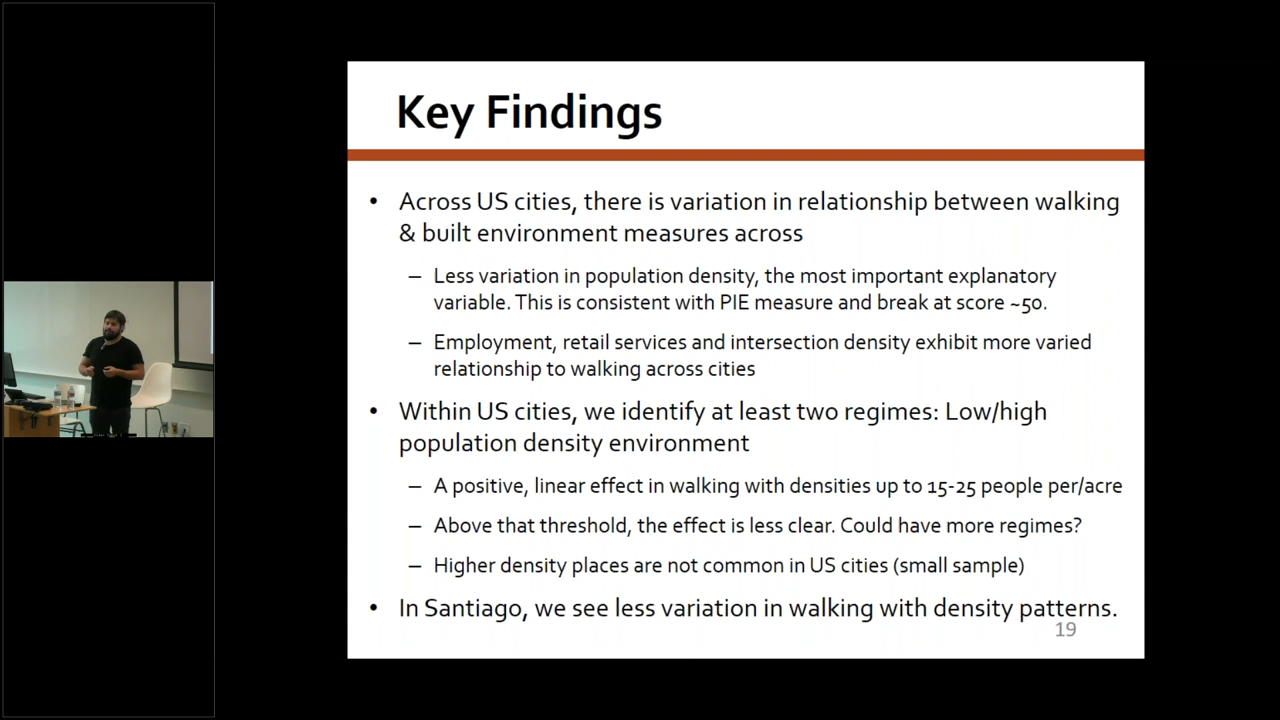 Key Findings
• Across US cities, there is variation in relationship between walking
& built environment measures across
– Less variation in population density, the most important explanatory
variable. This is consistent with PIE measure and break at score ~50.
– Employment, retail services and intersection density exhibit more varied
relationship to walking across cities
• Within US cities, we identify at least two regimes: Low/high
population density environment
– A positive, linear effect in walking with densities up to 15-25 people per/acre
– Above that threshold, the effect is less clear. Could have more regimes?
– Higher density places are not common in US cities (small sample)
• In Santiago, we see less variation in walking with density patterns.
19